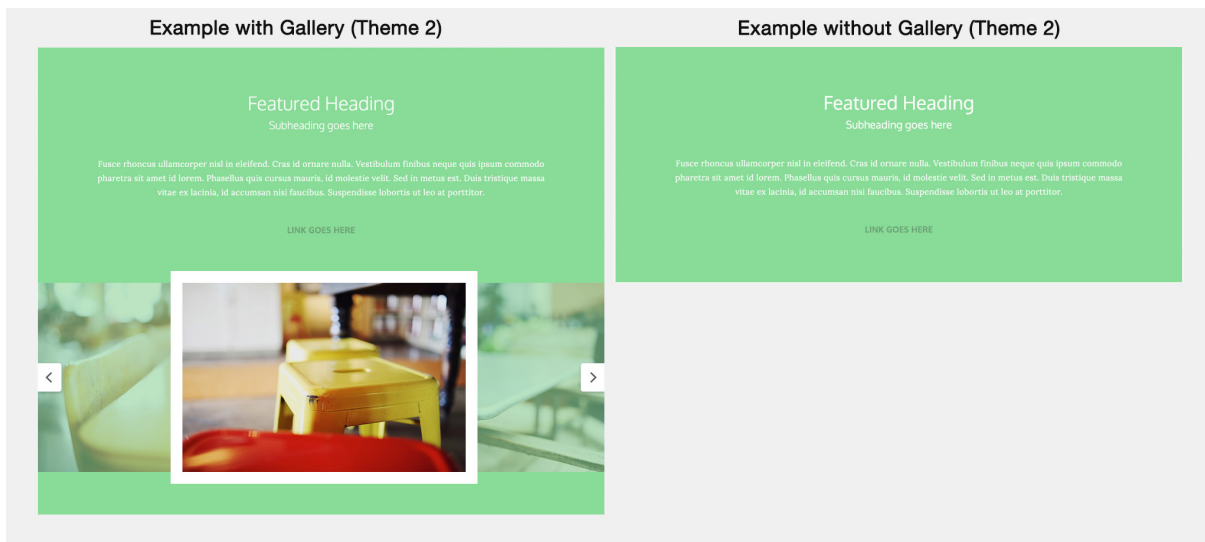 Example with Gallery (Theme 2)
Featured Heading
Subheading goes here
Fusce rhoncus ullamcorper nisl in eleifend. Cras id ornare nulla. Vestibulum finibus neque quis ipsum commodo
pharetra sit amet id lorem. Phasellus quis cursus mauris, id molestie velit. Sed in metus est. Duis tristique massa
vitae ex lacinia, id accumsan nisi faucibus. Suspendisse lobortis ut leo at porttitor.
LINK GOES HERE
Example without Gallery (Theme 2)
Featured Heading
Subheading goes here
Fusce rhoncus ullamcorper nisl in eleifend. Cras id ornare nulla. Vestibulum finibus neque quis ipsum commodo
pharetra sit amet id lorem. Phasellus quis cursus mauris, id molestie velit. Sed in metus est. Duis tristique massa
vitae ex lacinia, id accumsan nisi faucibus. Suspendisse lobortis ut leo at porttitor.
LINK GOES HERE